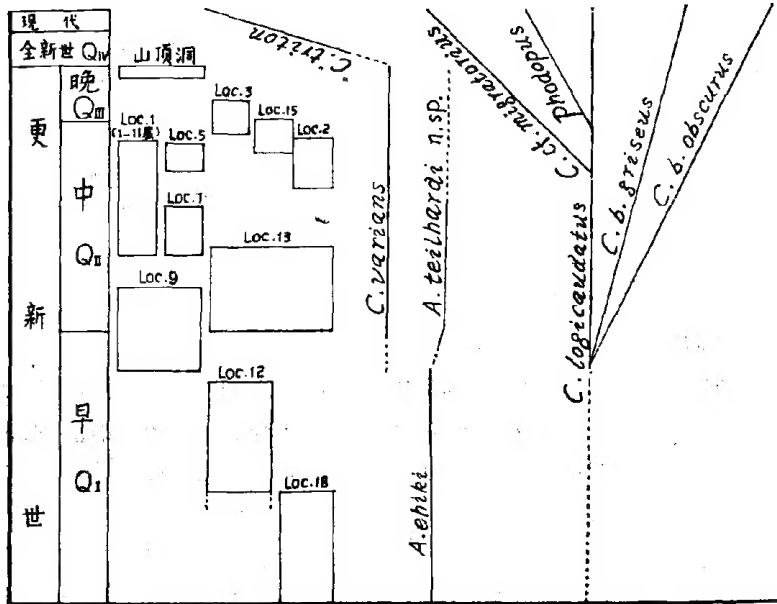 现 代
全新世 QIV
更新世
晚 QIII
中 QII
早 QI
山顶洞
Loc.1
(1-11层)
Loc.3
Loc.15
Loc.2
Loc.5
Loc.7
Loc.13
Loc.9
Loc.12
Loc.18
C. triton
C. varians
A. teilhardi n. sp.
A. ehiki
C. cf. migratorius
Phodopus
C. logicaudatus
C. b. griseus
C. b. obscurus